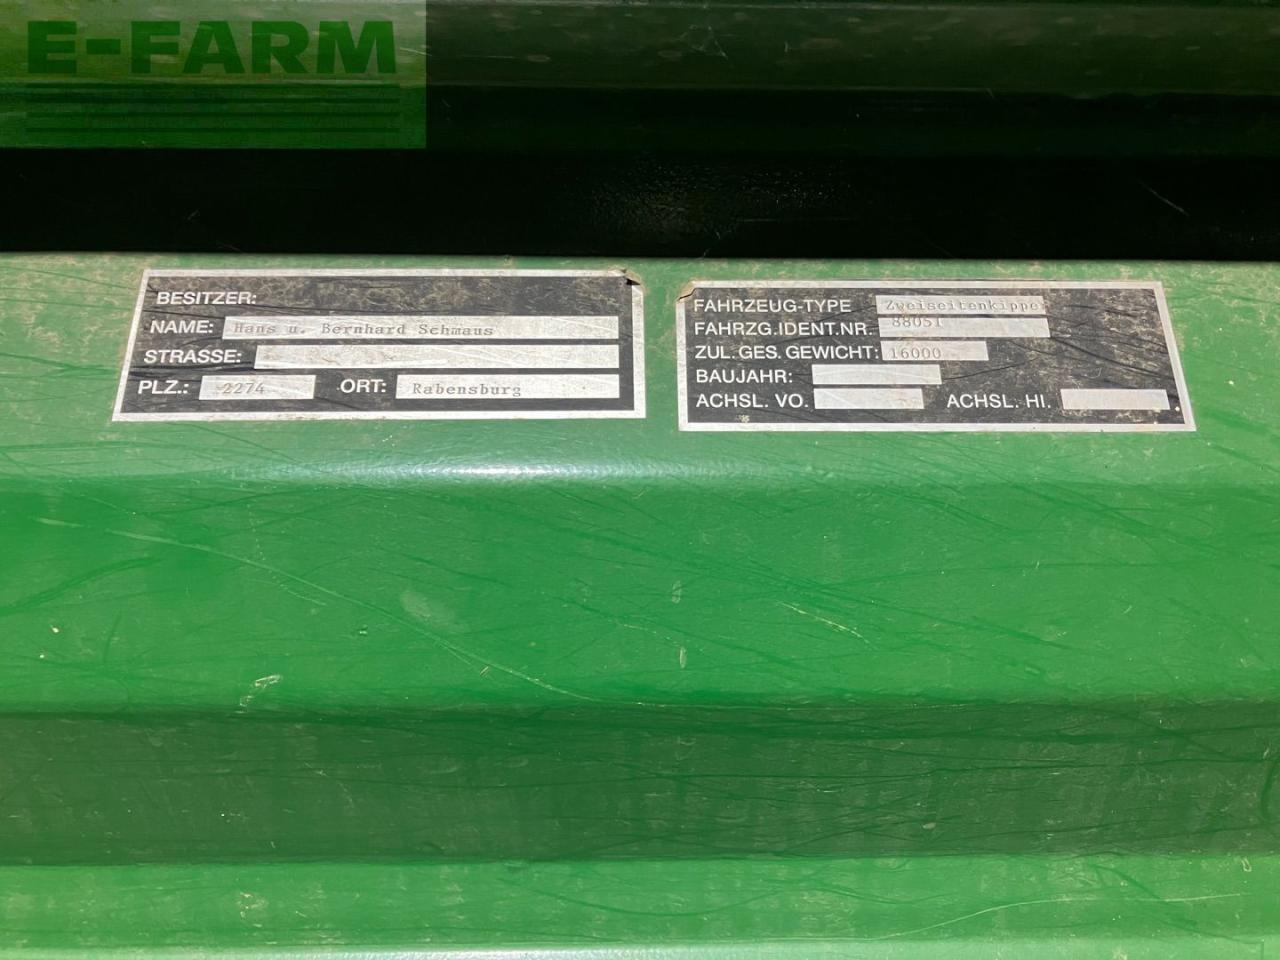 E-FARM
BESITZER:
NAME: Hans u. Bernhard Schmaus
STRASSE:
PLZ.: 2274 ORT: Rabensburg
FAHRZEUG-TYPE Zweiseitenkipper
FAHRZG.IDENT.NR. 88051
ZUL. GES. GEWICHT: 16000
BAUJAHR:
ACHSL. VO. ACHSL. HI.